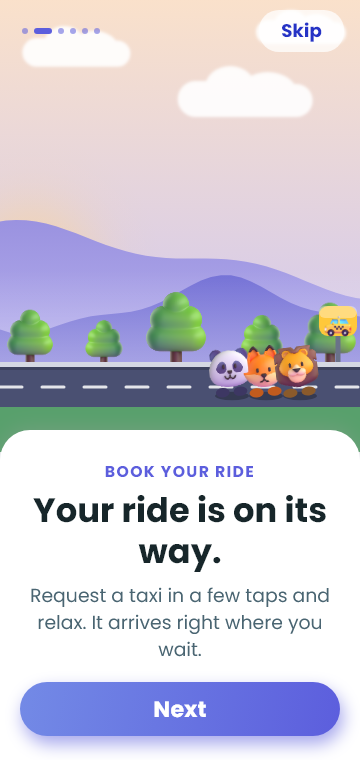 Skip
BOOK YOUR RIDE
Your ride is on its
way.
Request a taxi in a few taps and
relax. It arrives right where you
wait.
Next